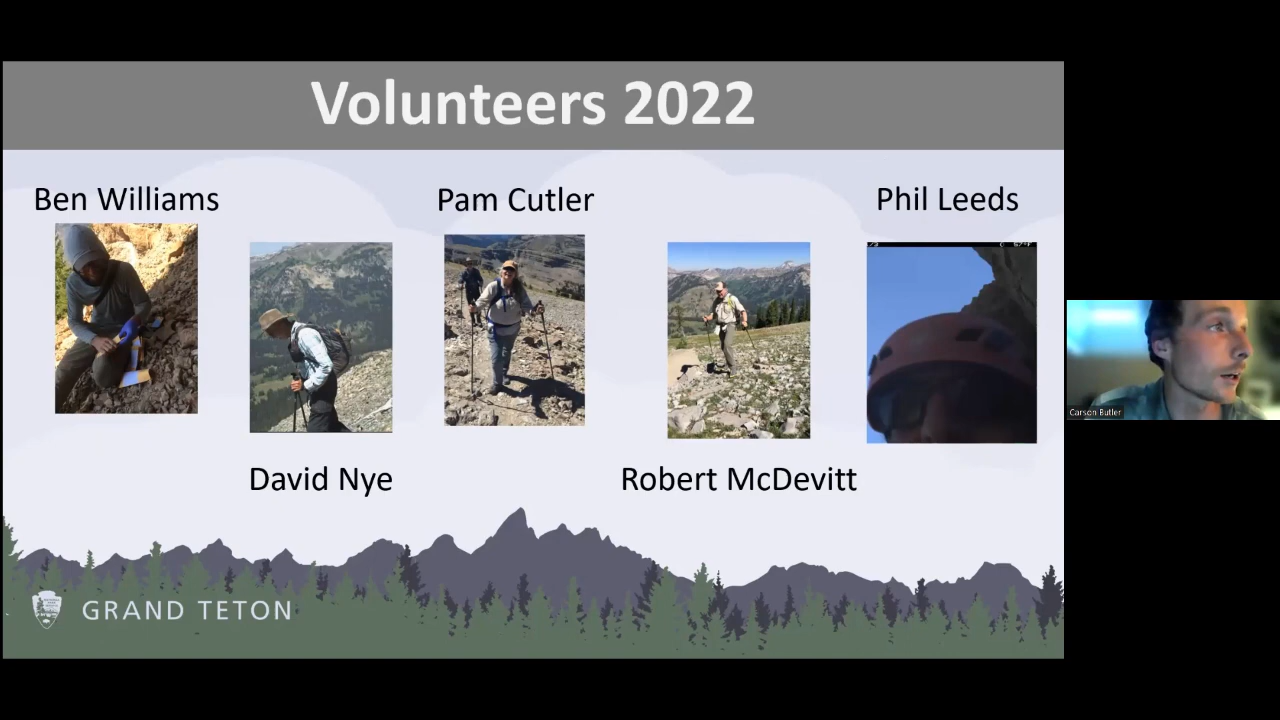 Volunteers 2022
Ben Williams
Pam Cutler
Phil Leeds
David Nye
Robert McDevitt
GRAND TETON
Carson Butler